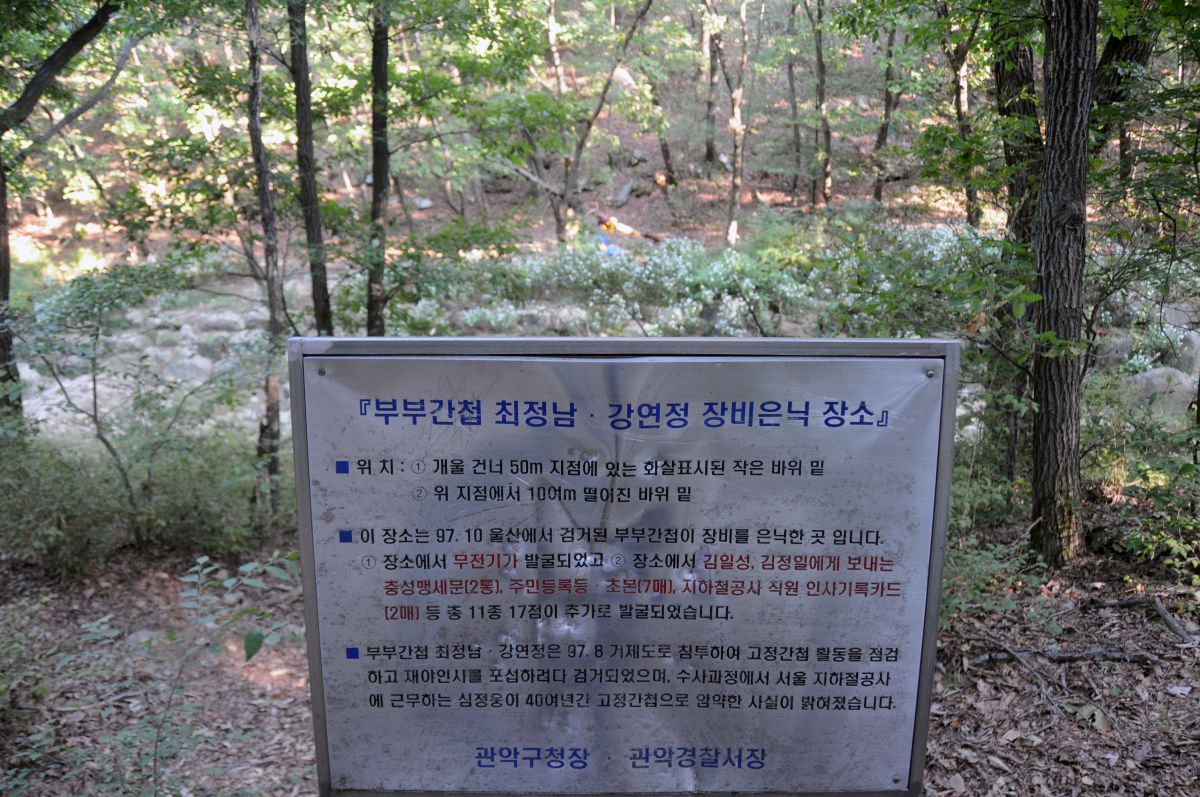 『부부간첩 최정남 · 강연정 장비은닉 장소』
■ 위 치 : ① 개울 건너 50m 지점에 있는 화살표시된 작은 바위 밑
② 위 지점에서 10여m 떨어진 바위 밑
■ 이 장소는 97. 10 울산에서 검거된 부부간첩이 장비를 은닉한 곳 입니다.
① 장소에서 무전기가 발굴되었고 ② 장소에서 김일성, 김정일에게 보내는
충성맹세문(2통), 주민등록등 초본(7매), 지하철공사 직원 인사기록카드
(2매) 등 총 11종 17점이 추가로 발굴되었습니다.
■ 부부간첩 최정남 · 강연정은 97. 8 거제도로 침투하여 고정간첩 활동을 점검
하고 재야인사를 포섭하려다 검거되었으며, 수사과정에서 서울 지하철공사
에 근무하는 심정웅이 40여년간 고정간첩으로 암약한 사실이 밝혀졌습니다.
관악구청장 · 관악경찰서장